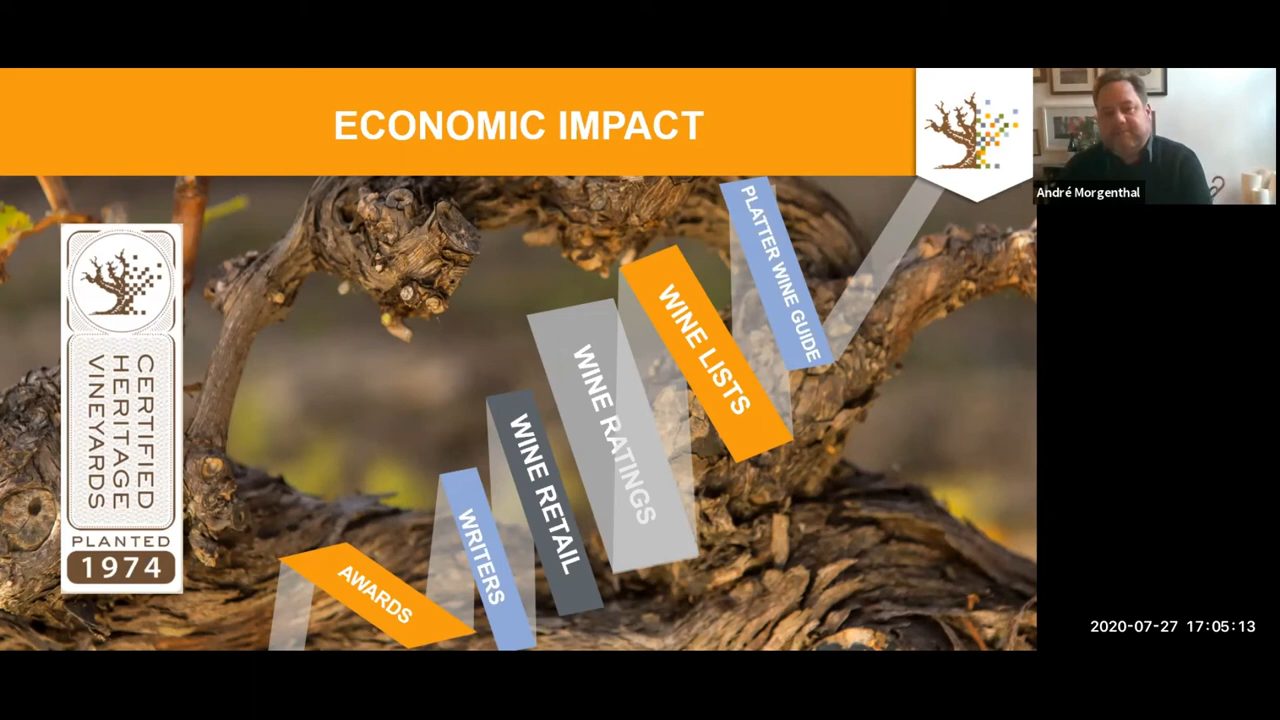 ECONOMIC IMPACT
André Morgenthal
CERTIFIED
HERITAGE
VINEYARDS
PLANTED
1974
AWARDS
WRITERS
WINE RETAIL
WINE RATINGS
WINE LISTS
PLATTER WINE GUIDE
2020-07-27 17:05:13